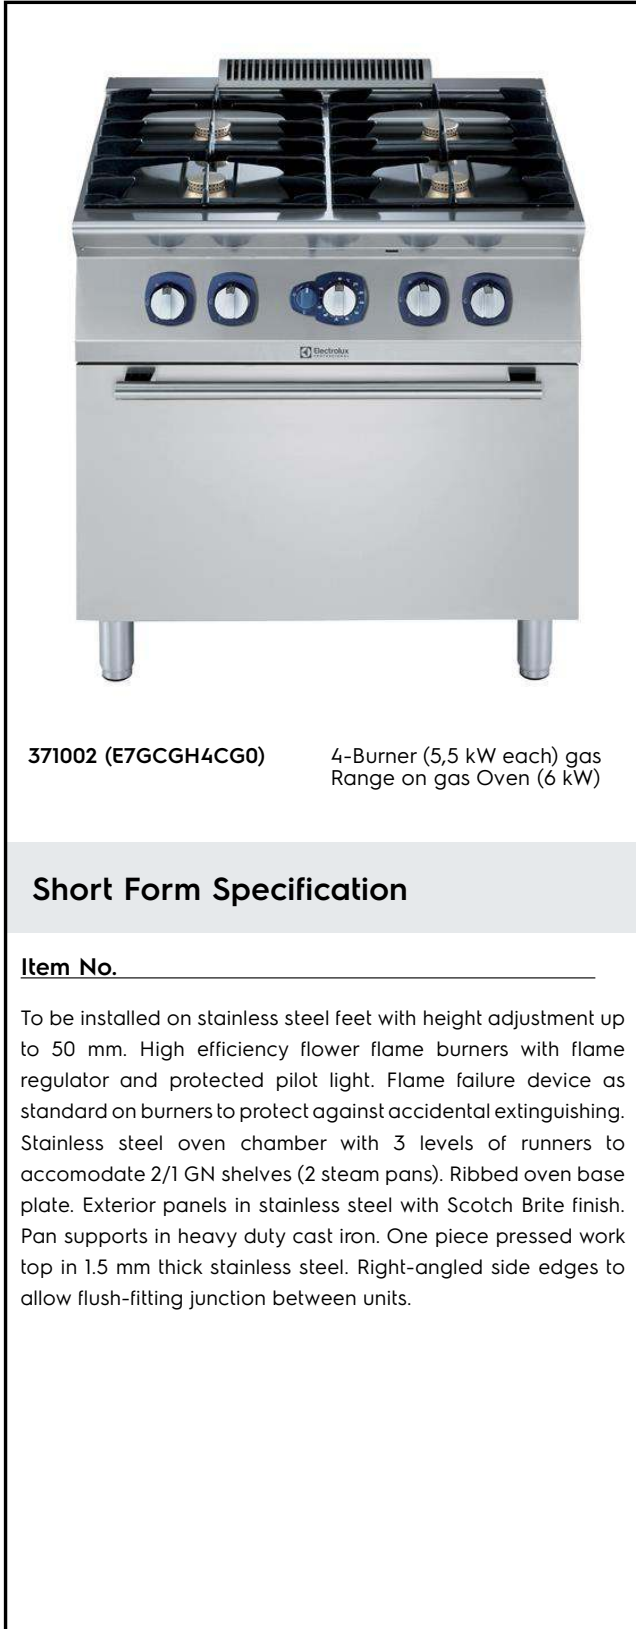 Electrolux
PROFESSIONAL
371002 (E7GCGH4CG0)
4-Burner (5,5 kW each) gas
Range on gas Oven (6 kW)
Short Form Specification
Item No.
To be installed on stainless steel feet with height adjustment up
to 50 mm. High efficiency flower flame burners with flame
regulator and protected pilot light. Flame failure device as
standard on burners to protect against accidental extinguishing.
Stainless steel oven chamber with 3 levels of runners to
accomodate 2/1 GN shelves (2 steam pans). Ribbed oven base
plate. Exterior panels in stainless steel with Scotch Brite finish.
Pan supports in heavy duty cast iron. One piece pressed work
top in 1.5 mm thick stainless steel. Right-angled side edges to
allow flush-fitting junction between units.